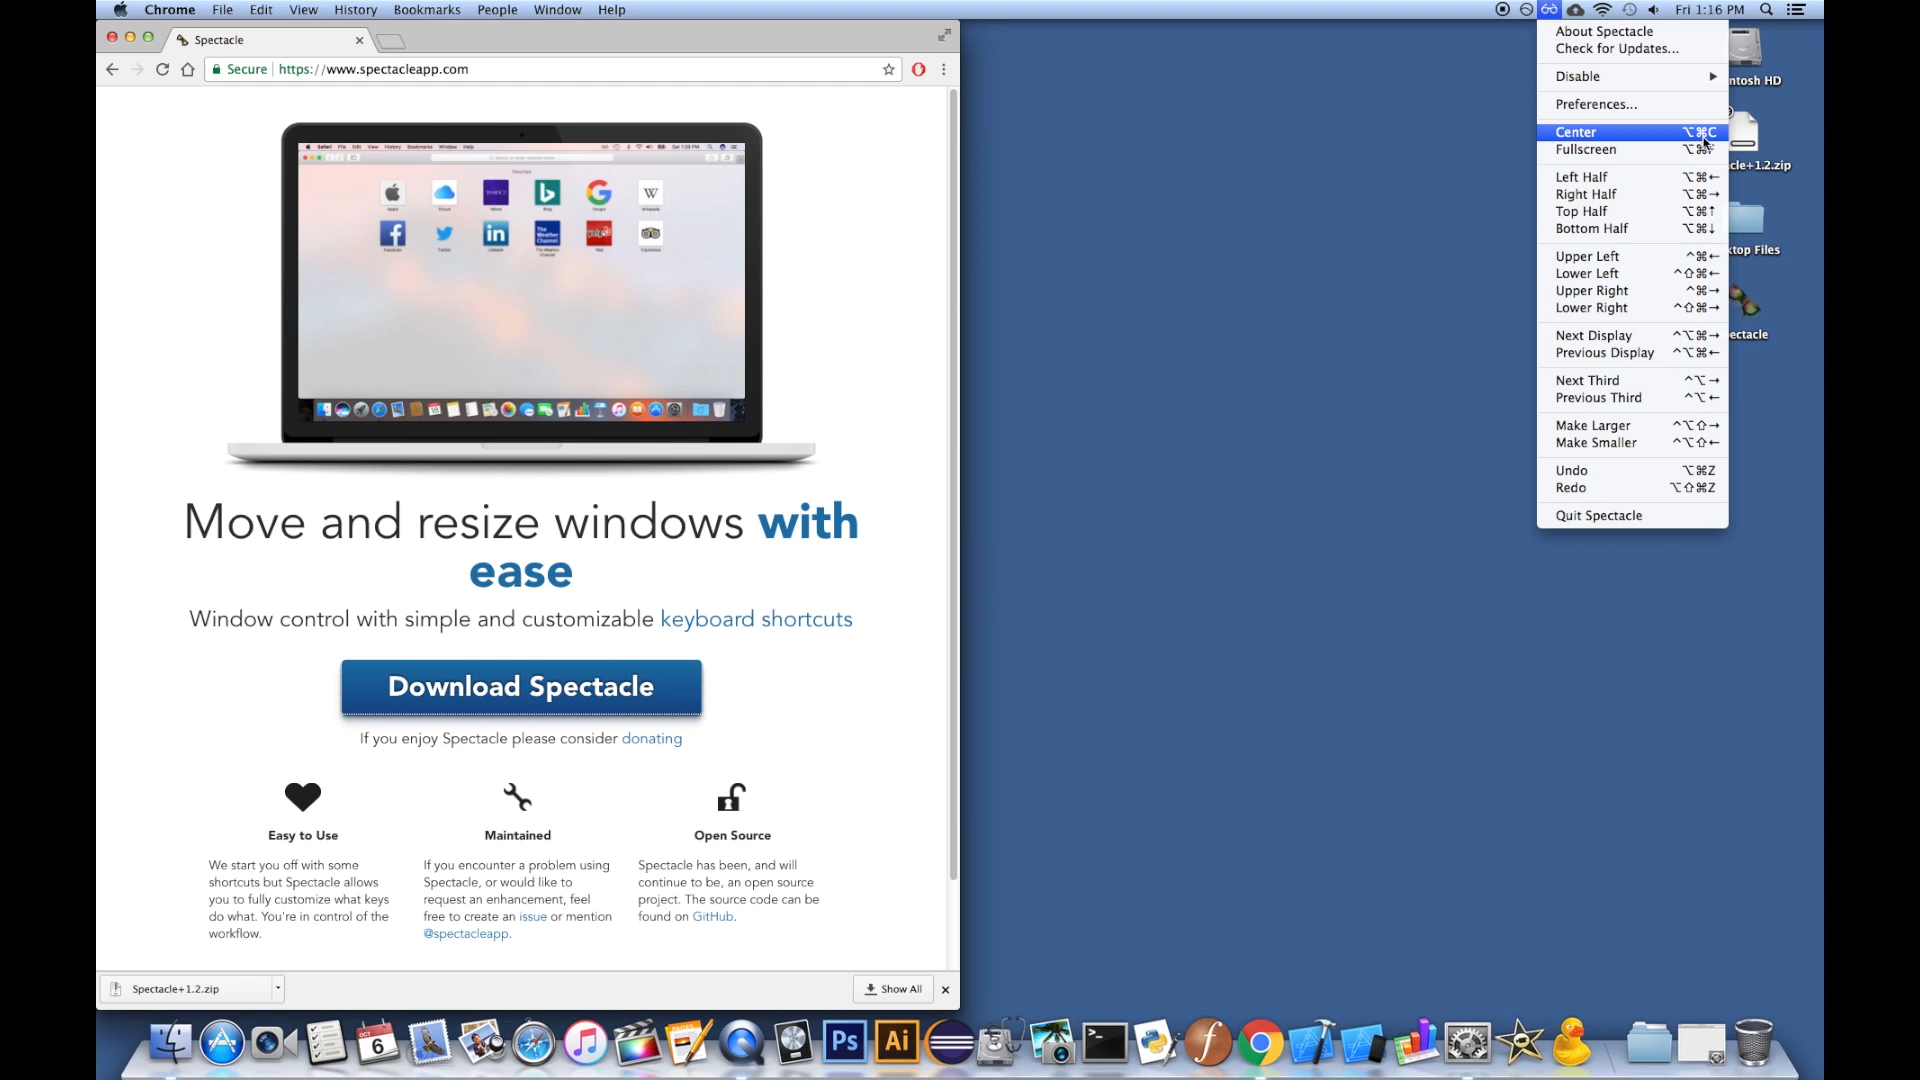 Chrome File Edit View History Bookmarks People Window Help Fri 1:16 PM
Spectacle
Secure https://www.spectacleapp.com
Move and resize windows with
ease
Window control with simple and customizable keyboard shortcuts
Download Spectacle
If you enjoy Spectacle please consider donating
Easy to Use
We start you off with some
shortcuts but Spectacle allows
you to fully customize what keys
do what. You're in control of the
workflow.
Maintained
If you encounter a problem using
Spectacle, or would like to
request an enhancement, feel
free to create an issue or mention
@spectacleapp.
Open Source
Spectacle has been, and will
continue to be, an open source
project. The source code can be
found on GitHub.
Spectacle+1.2.zip
Show All
About Spectacle
Check for Updates...
Disable
Preferences...
Center ⌥⌘C
Fullscreen ⌥⌘F
Left Half ⌥⌘←
Right Half ⌥⌘→
Top Half ⌥⌘↑
Bottom Half ⌥⌘↓
Upper Left ^⌘←
Lower Left ^⇧⌘←
Upper Right ^⌘→
Lower Right ^⇧⌘→
Next Display ^⌥⌘→
Previous Display ^⌥⌘←
Next Third ^⌥→
Previous Third ^⌥←
Make Larger ^⌥⇧→
Make Smaller ^⌥⇧←
Undo ⌥⌘Z
Redo ⌥⇧⌘Z
Quit Spectacle
ntosh HD
cle+1.2.zip
ktop Files
ectacle
OCT
6
PAGES
Ps
Ai